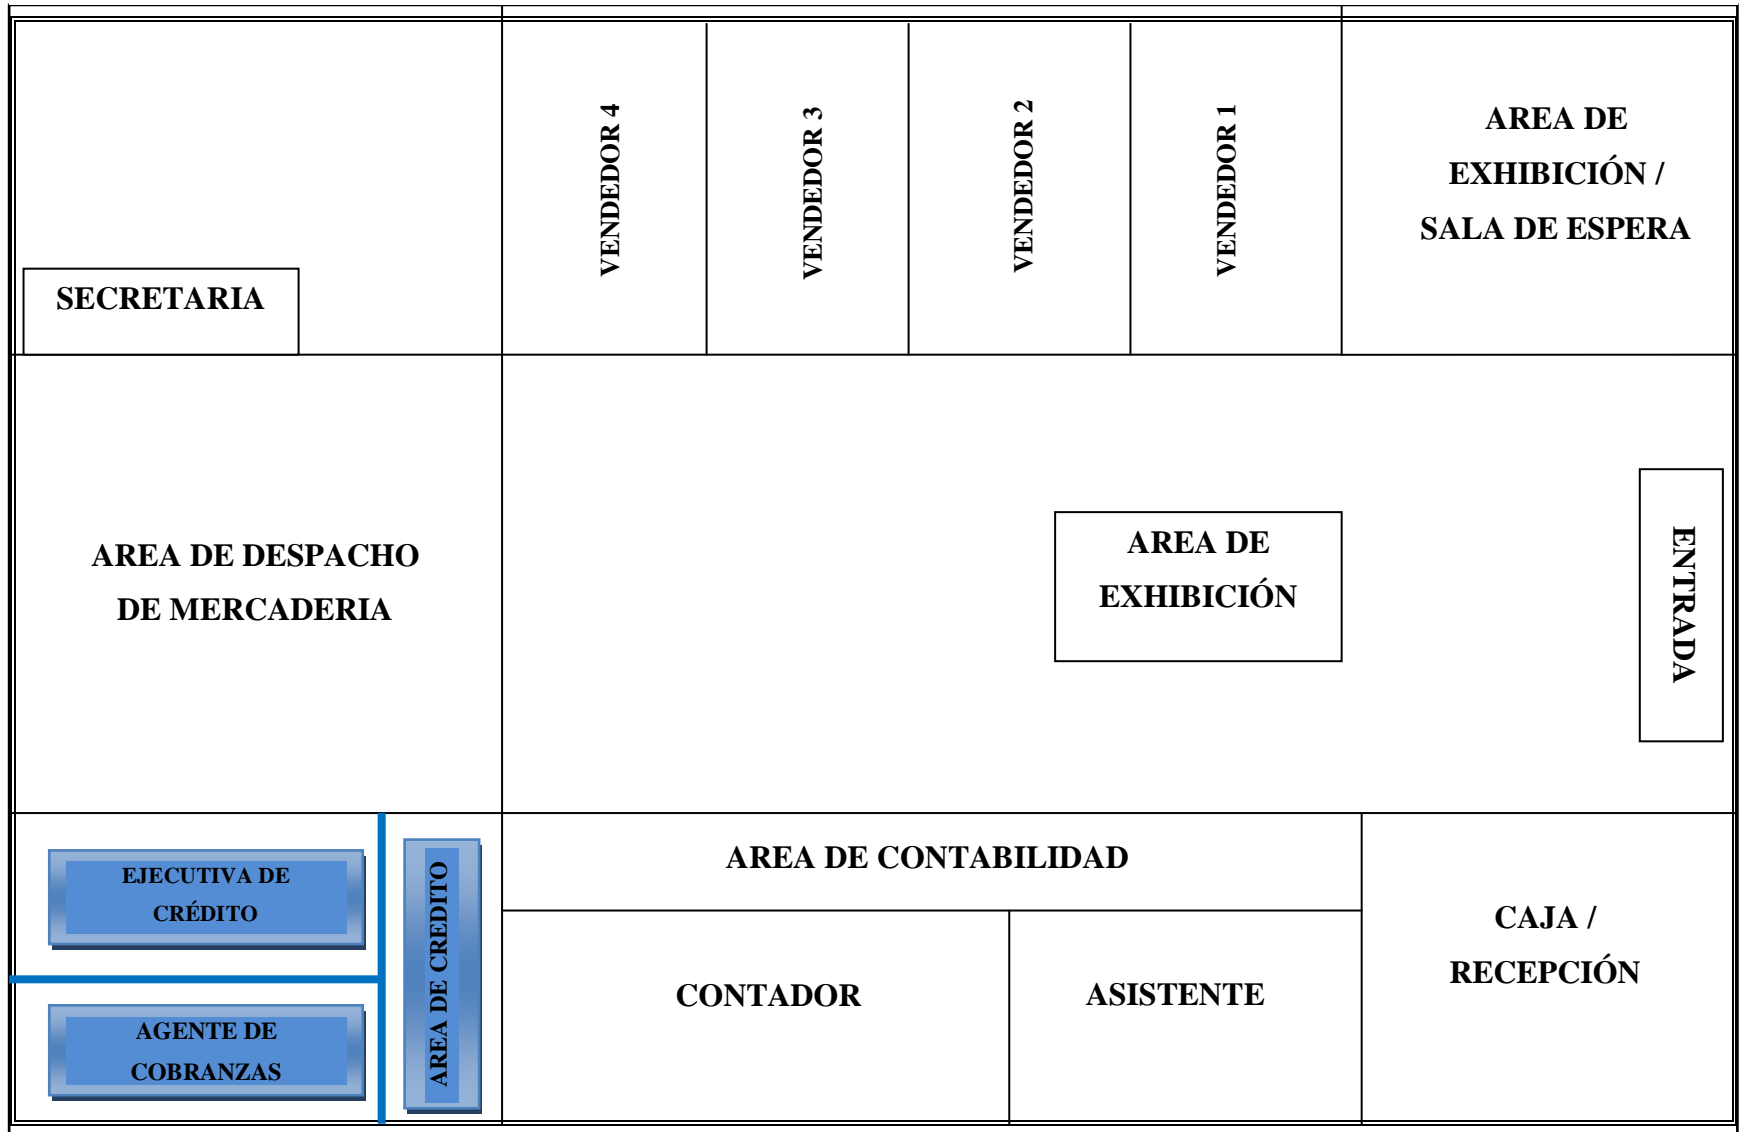 SECRETARIA
VENDEDOR 4
VENDEDOR 3
VENDEDOR 2
VENDEDOR 1
AREA DE
EXHIBICIÓN /
SALA DE ESPERA
AREA DE DESPACHO
DE MERCADERIA
AREA DE
EXHIBICIÓN
ENTRADA
EJECUTIVA DE
CRÉDITO
AGENTE DE
COBRANZAS
AREA DE CREDITO
AREA DE CONTABILIDAD
CONTADOR
ASISTENTE
CAJA /
RECEPCIÓN